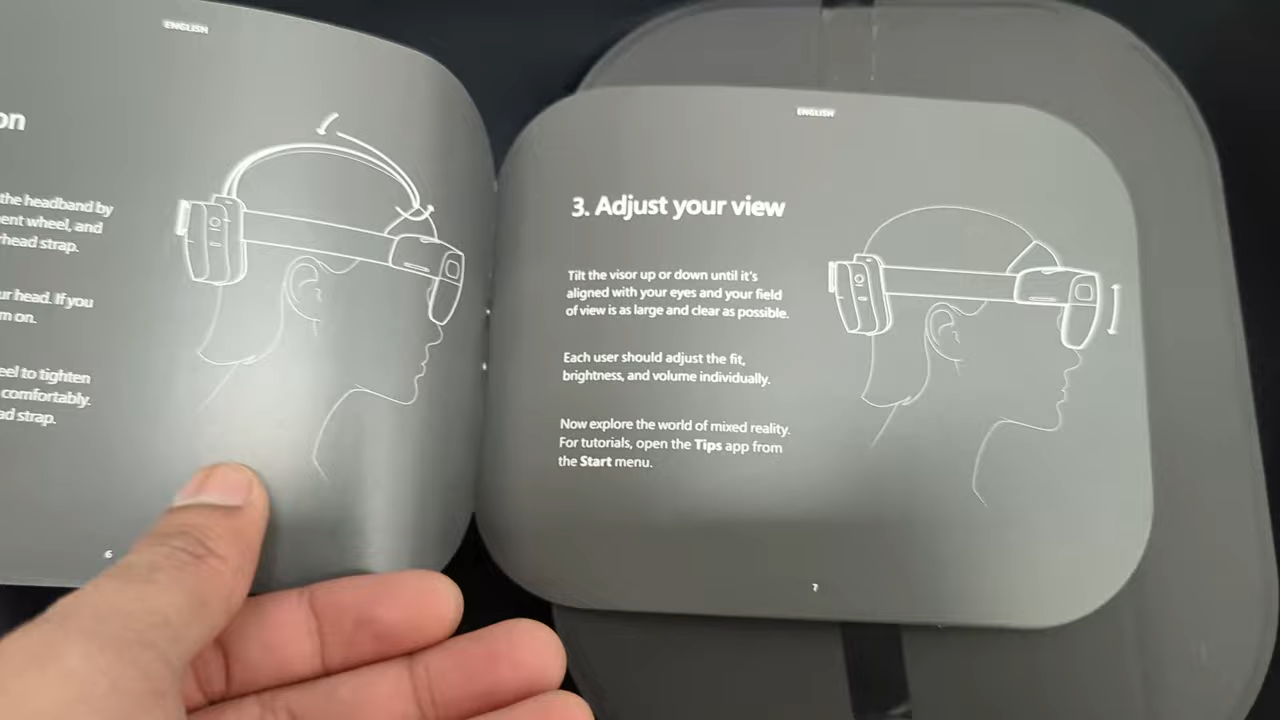 ENGLISH
on
the headband by
ent wheel, and
head strap.
ur head. If you
m on.
eel to tighten
comfortably.
ad strap.
6
ENGLISH
3. Adjust your view
Tilt the visor up or down until it's
aligned with your eyes and your field
of view is as large and clear as possible.
Each user should adjust the fit,
brightness, and volume individually.
Now explore the world of mixed reality.
For tutorials, open the Tips app from
the Start menu.
7